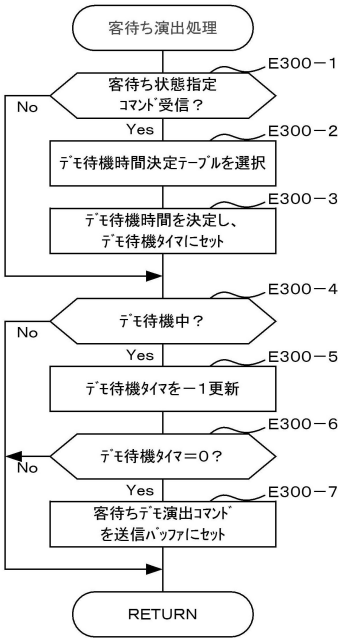 客待ち演出処理
E300－1
客待ち状態指定
ｺﾏﾝﾄﾞ受信？
No
Yes
E300－2
ﾃﾞﾓ待機時間決定ﾃｰﾌﾞﾙを選択
E300－3
ﾃﾞﾓ待機時間を決定し、
ﾃﾞﾓ待機ﾀｲﾏにｾｯﾄ
E300－4
ﾃﾞﾓ待機中？
No
Yes
E300－5
ﾃﾞﾓ待機ﾀｲﾏを－1更新
E300－6
ﾃﾞﾓ待機ﾀｲﾏ＝0？
No
Yes
E300－7
客待ちﾃﾞﾓ演出ｺﾏﾝﾄﾞ
を送信ﾊﾞｯﾌｧにｾｯﾄ
RETURN